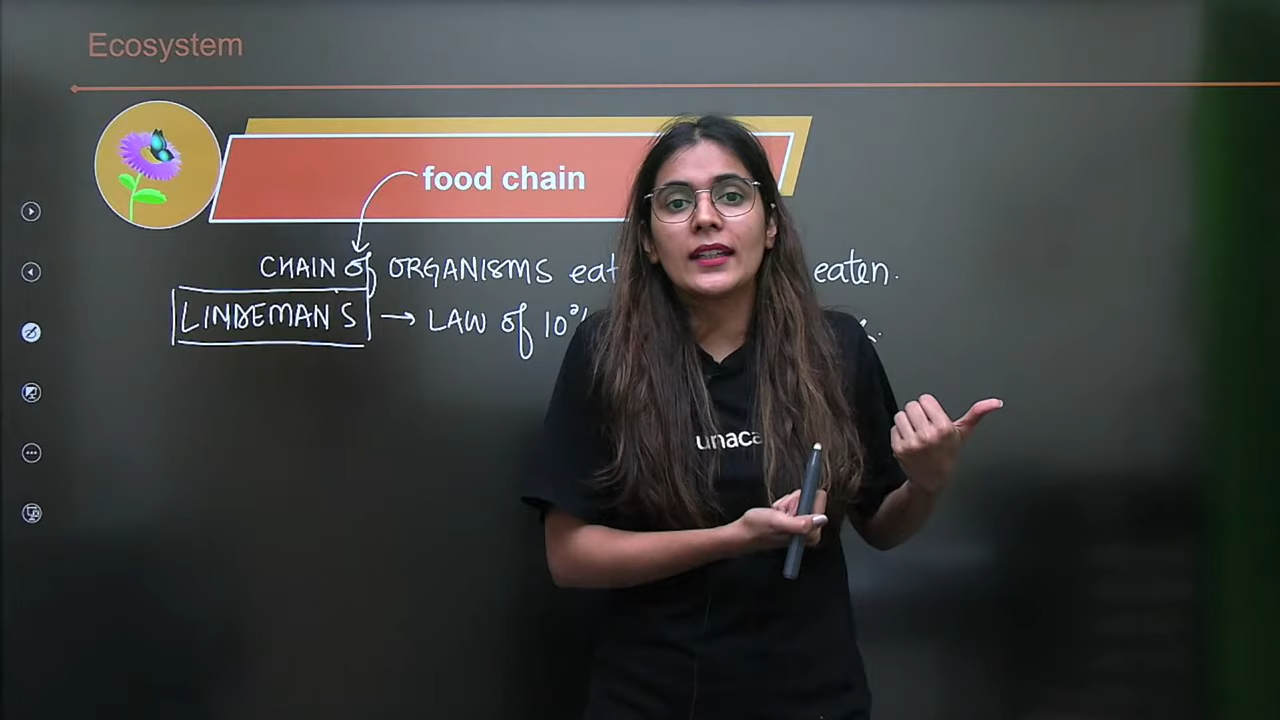 Ecosystem
food chain
CHAIN of ORGANISMS eat eaten.
LINDEMAN'S → LAW of 10%
unaca